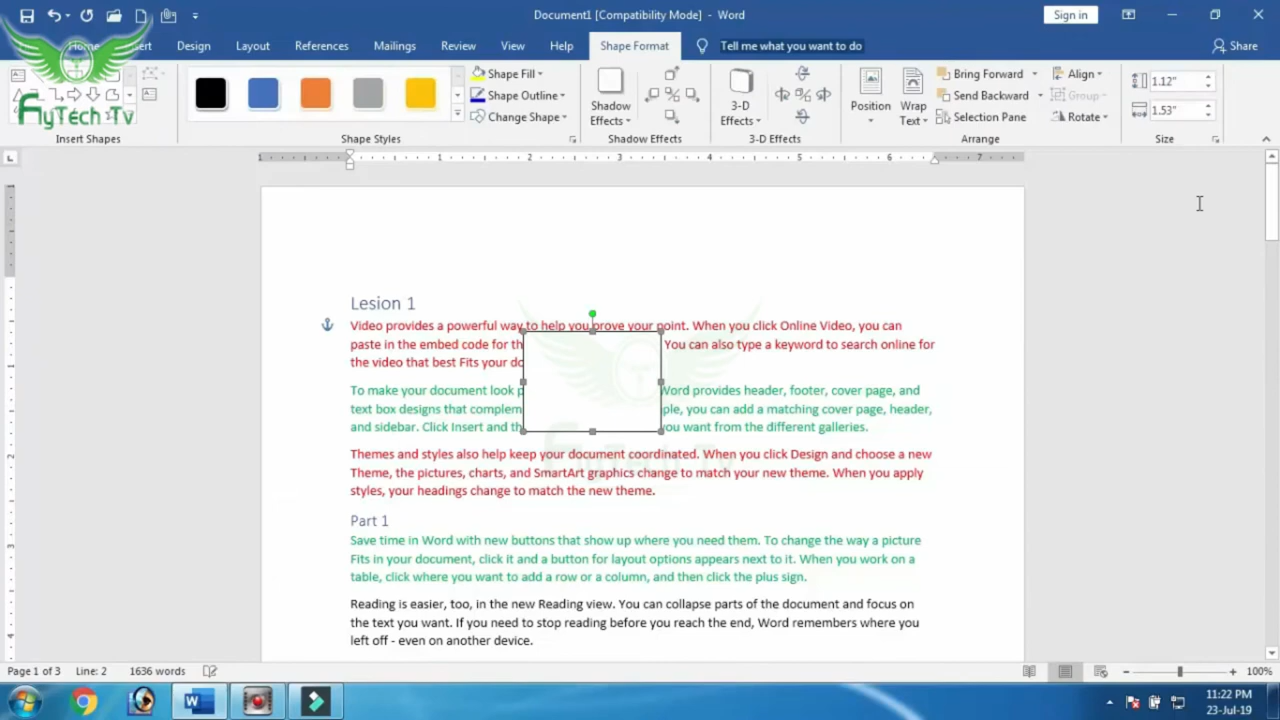 Document1 [Compatibility Mode] - Word
Sign in
Home
Insert
Design
Layout
References
Mailings
Review
View
Help
Shape Format
Tell me what you want to do
Share
AyTech Tv
Insert Shapes
Shape Fill
Shape Outline
Change Shape
Shape Styles
Shadow
Effects
Shadow Effects
3-D
Effects
3-D Effects
Position
Wrap
Text
Bring Forward
Send Backward
Selection Pane
Align
Group
Rotate
Arrange
1.12"
1.53"
Size
1 1 2 3 4 5 6 7
Lesion 1
Video provides a powerful way to help you prove your point. When you click Online Video, you can
paste in the embed code for th You can also type a keyword to search online for
the video that best Fits your do
To make your document look p Word provides header, footer, cover page, and
text box designs that complem ple, you can add a matching cover page, header,
and sidebar. Click Insert and th you want from the different galleries.
Themes and styles also help keep your document coordinated. When you click Design and choose a new
Theme, the pictures, charts, and SmartArt graphics change to match your new theme. When you apply
styles, your headings change to match the new theme.
Part 1
Save time in Word with new buttons that show up where you need them. To change the way a picture
Fits in your document, click it and a button for layout options appears next to it. When you work on a
table, click where you want to add a row or a column, and then click the plus sign.
Reading is easier, too, in the new Reading view. You can collapse parts of the document and focus on
the text you want. If you need to stop reading before you reach the end, Word remembers where you
left off - even on another device.
1
2
3
4
Page 1 of 3
Line: 2
1636 words
100%
11:22 PM
23-Jul-19